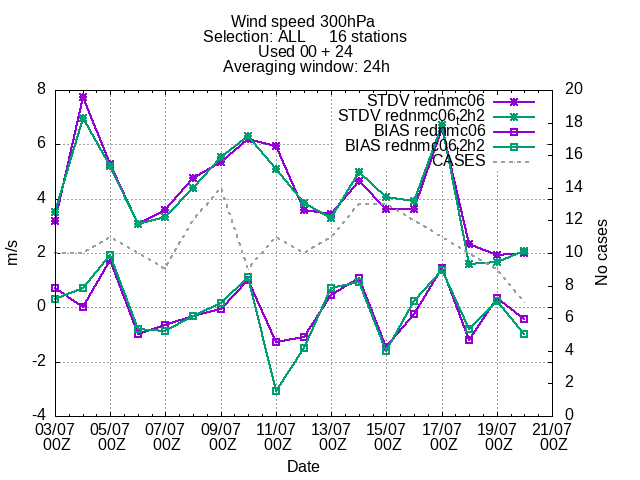 Wind speed 300hPa
Selection: ALL     16 stations
Used 00 + 24
Averaging window: 24h
STDV rednmc06
STDV rednmc06t2h2
BIAS rednmc06
BIAS rednmc06t2h2
CASES
8
6
4
2
0
-2
-4
m/s
20
18
16
14
12
10
8
6
4
2
0
No cases
03/07 05/07 07/07 09/07 11/07 13/07 15/07 17/07 19/07 21/07
00Z 00Z 00Z 00Z 00Z 00Z 00Z 00Z 00Z 00Z
Date